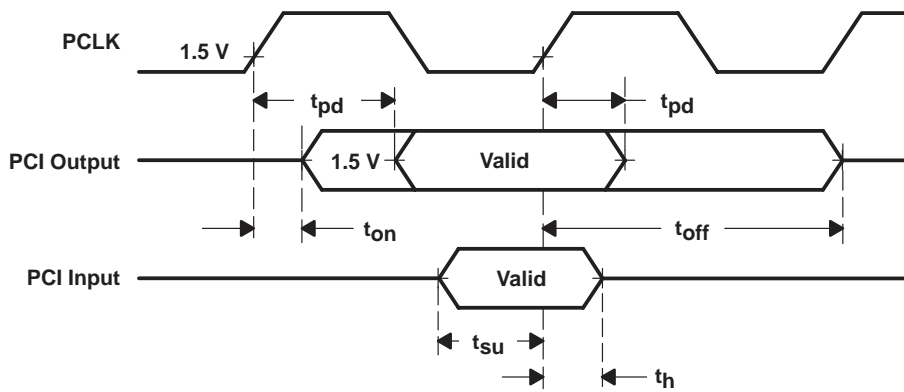 PCLK
1.5 V
tpd
tpd
PCI Output
1.5 V
Valid
ton
toff
PCI Input
Valid
tsu
th